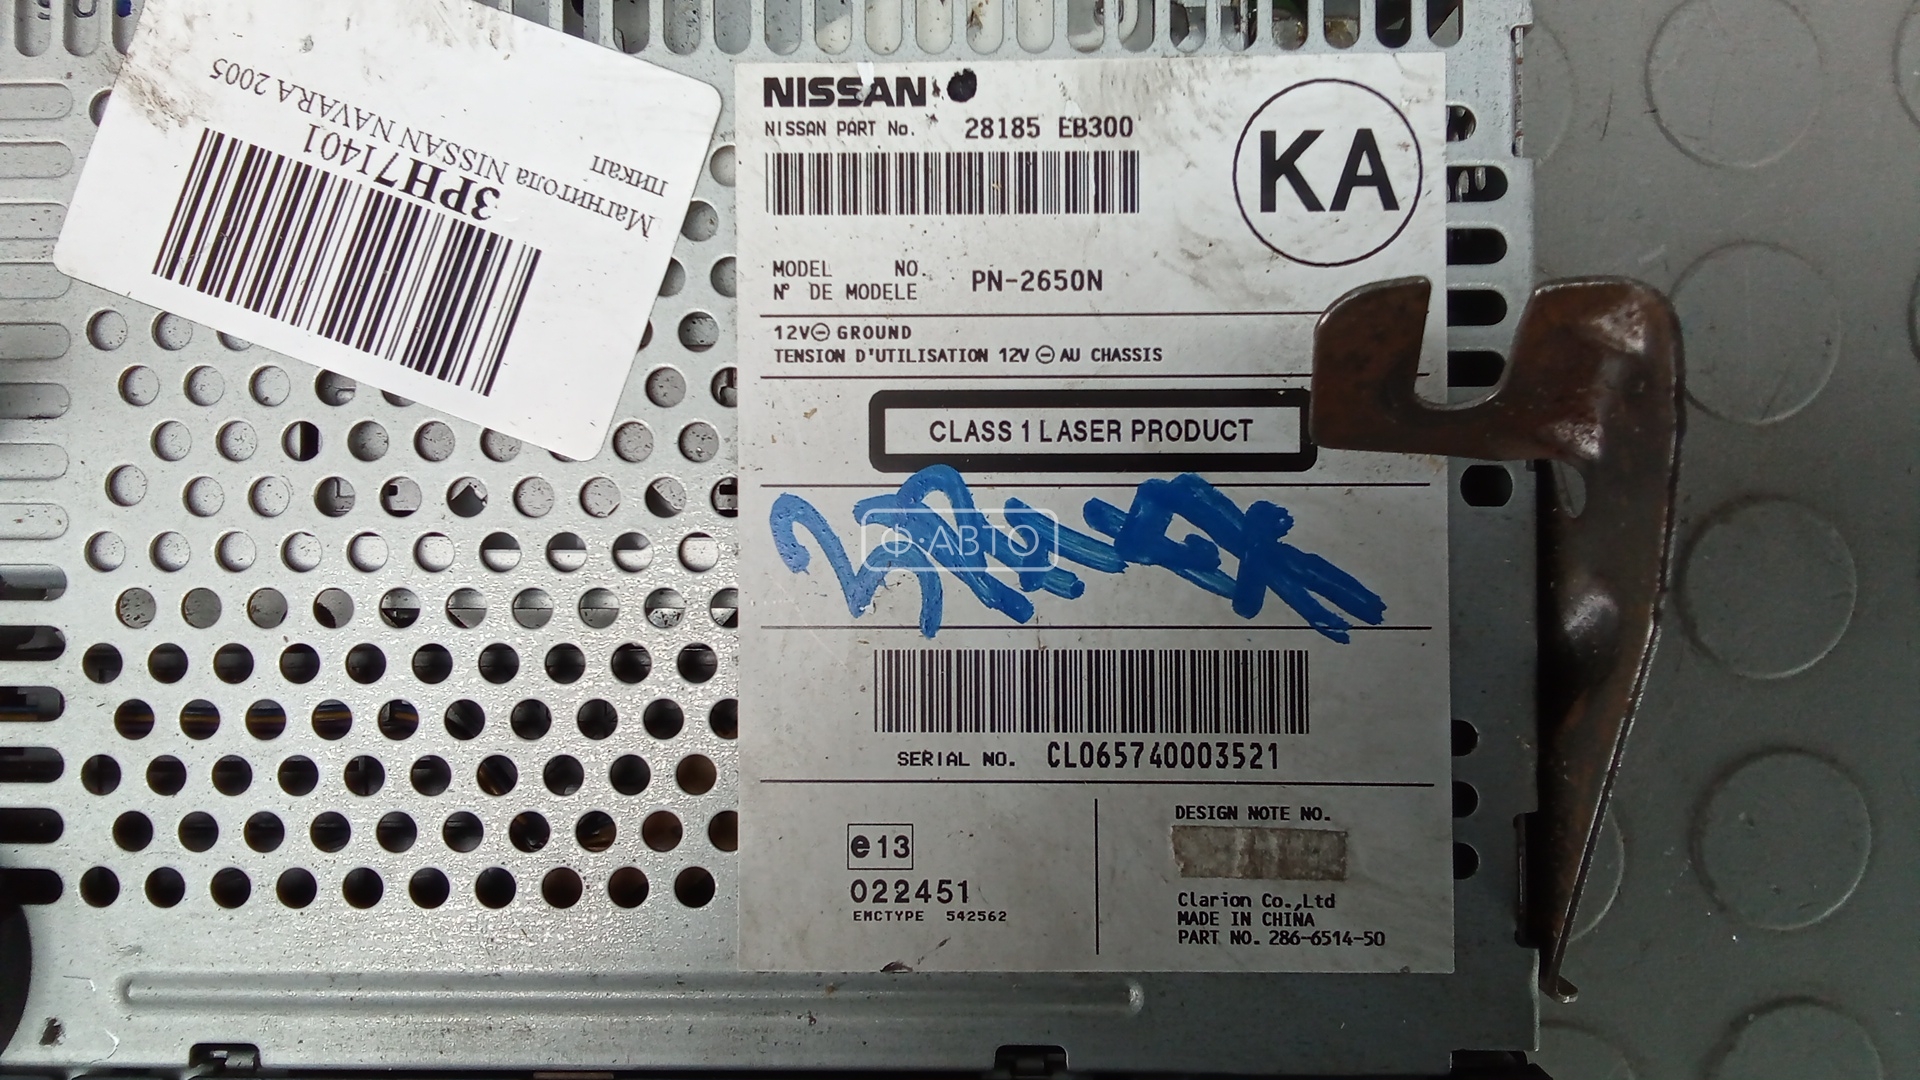 Магнитола NISSAN NAVARA 2005
пикап
3PH7I401
NISSAN
NISSAN PART No. 28185 EB300
KA
MODEL NO.
N° DE MODELE PN-2650N
12V⊖ GROUND
TENSION D'UTILISATION 12V ⊖ AU CHASSIS
CLASS 1 LASER PRODUCT
Ф·АВТО
SERIAL NO. CL065740003521
e13
022451
EMCTYPE 542562
DESIGN NOTE NO.
Clarion Co.,Ltd
MADE IN CHINA
PART NO. 286-6514-50